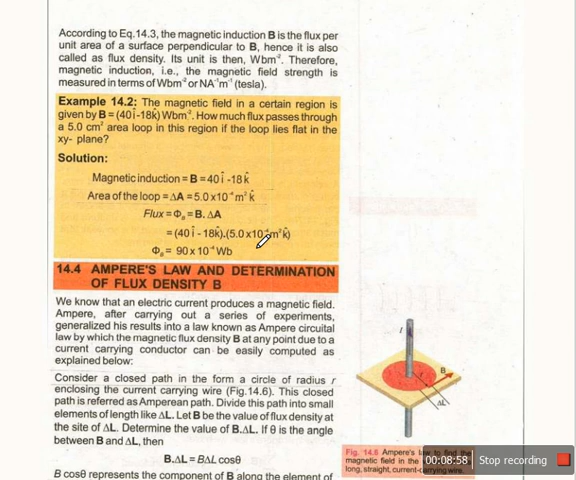 According to Eq.14.3, the magnetic induction B is the flux per
unit area of a surface perpendicular to B, hence it is also
called as flux density. Its unit is then, Wbm⁻². Therefore,
magnetic induction, i.e., the magnetic field strength is
measured in terms of Wbm⁻² or NA⁻¹m⁻¹ (tesla).
Example 14.2: The magnetic field in a certain region is
given by B = (40î-18k̂) Wbm⁻². How much flux passes through
a 5.0 cm² area loop in this region if the loop lies flat in the
xy- plane?
Solution:
Magnetic induction = B = 40 î -18 k̂
Area of the loop = ΔA = 5.0 x10⁻⁴ m² k̂
Flux = Φ_B = B. ΔA
= (40 î - 18k̂).(5.0 x10⁻⁴m² k̂)
Φ_B = 90 x 10⁻⁴ Wb
14.4 AMPERE'S LAW AND DETERMINATION
OF FLUX DENSITY B
We know that an electric current produces a magnetic field.
Ampere, after carrying out a series of experiments,
generalized his results into a law known as Ampere circuital
law by which the magnetic flux density B at any point due to a
current carrying conductor can be easily computed as
explained below:
Consider a closed path in the form a circle of radius r
enclosing the current carrying wire (Fig.14.6). This closed
path is referred as Amperean path. Divide this path into small
elements of length like ΔL. Let B be the value of flux density at
the site of ΔL. Determine the value of B.ΔL. If θ is the angle
between B and ΔL, then
B.ΔL = BΔL cosθ
B cosθ represents the component of B along the element of
I
B
r
ΔL
Fig. 14.6 Ampere's law to find the
magnetic field in the
long, straight, current-carrying wire.
00:08:58 Stop recording